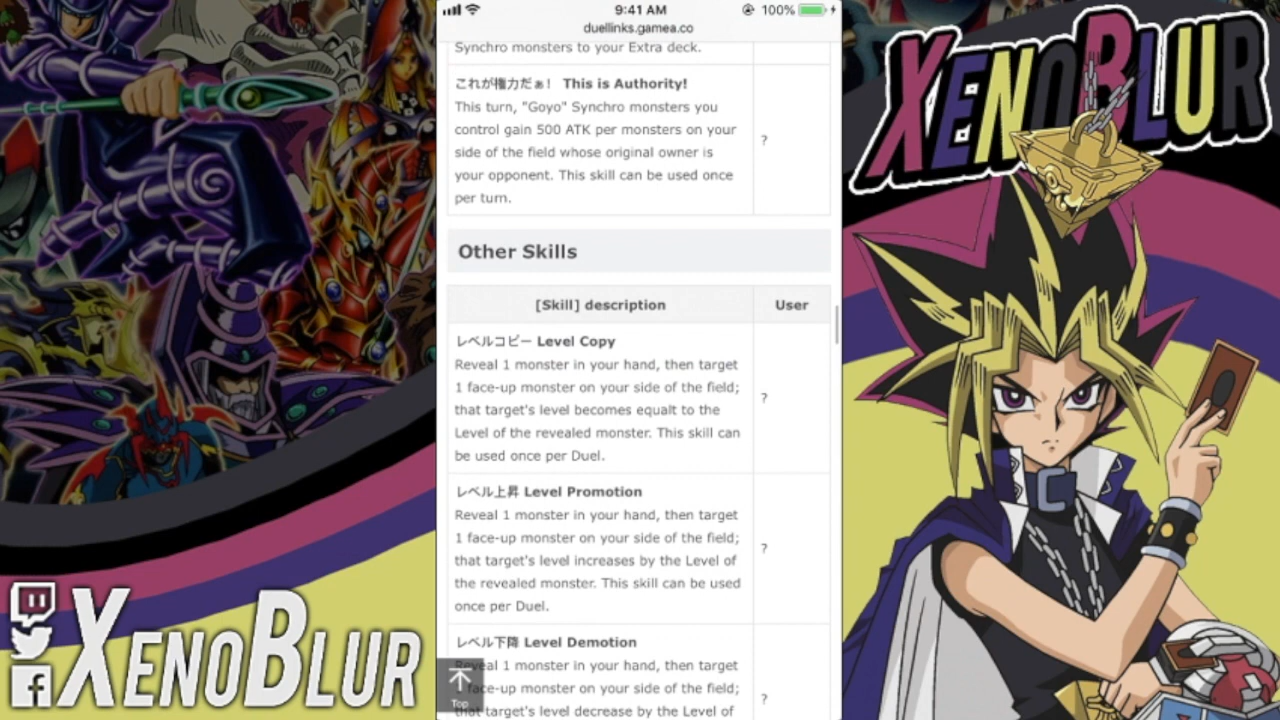 9:41 AM
100%
duellinks.gamea.co
Synchro monsters to your Extra deck.
これが権力だぁ！ This is Authority!
This turn, "Goyo" Synchro monsters you
control gain 500 ATK per monsters on your
side of the field whose original owner is
your opponent. This skill can be used once
per turn.
?
Other Skills
[Skill] description
User
レベルコピー Level Copy
Reveal 1 monster in your hand, then target
1 face-up monster on your side of the field;
that target's level becomes equalt to the
Level of the revealed monster. This skill can
be used once per Duel.
?
レベル上昇 Level Promotion
Reveal 1 monster in your hand, then target
1 face-up monster on your side of the field;
that target's level increases by the Level of
the revealed monster. This skill can be used
once per Duel.
?
レベル下降 Level Demotion
Reveal 1 monster in your hand, then target
face-up monster on your side of the field;
that target's level decrease by the Level of
?
Top
XENOBLUR
XENOBLUR